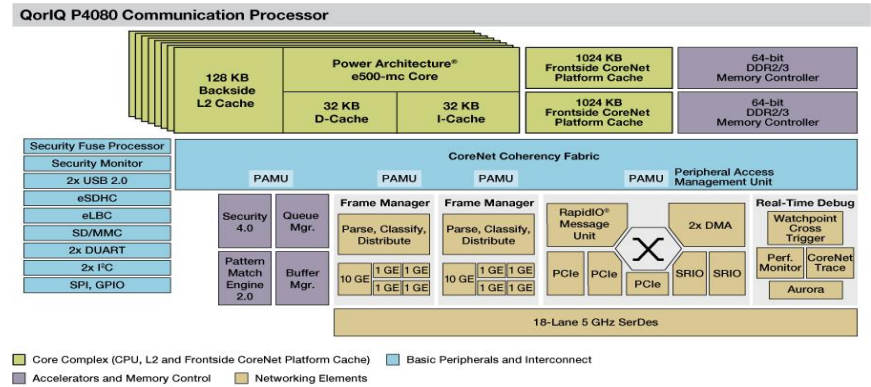 QorIQ P4080 Communication Processor
128 KB
Backside
L2 Cache
Power Architecture®
e500-mc Core
32 KB
D-Cache
32 KB
I-Cache
1024 KB
Frontside CoreNet
Platform Cache
1024 KB
Frontside CoreNet
Platform Cache
64-bit
DDR2/3
Memory Controller
64-bit
DDR2/3
Memory Controller
Security Fuse Processor
Security Monitor
2x USB 2.0
eSDHC
eLBC
SD/MMC
2x DUART
2x I²C
SPI, GPIO
CoreNet Coherency Fabric
PAMU
PAMU
PAMU
PAMU
Peripheral Access
Management Unit
Security
4.0
Queue
Mgr.
Pattern
Match
Engine
2.0
Buffer
Mgr.
Frame Manager
Parse, Classify,
Distribute
10 GE
1 GE 1 GE
1 GE 1 GE
Frame Manager
Parse, Classify,
Distribute
10 GE
1 GE 1 GE
1 GE 1 GE
RapidIO®
Message
Unit
2x DMA
PCIe
PCIe
PCIe
SRIO
SRIO
Real-Time Debug
Watchpoint
Cross
Trigger
Perf.
Monitor
CoreNet
Trace
Aurora
18-Lane 5 GHz SerDes
Core Complex (CPU, L2 and Frontside CoreNet Platform Cache)
Basic Peripherals and Interconnect
Accelerators and Memory Control
Networking Elements